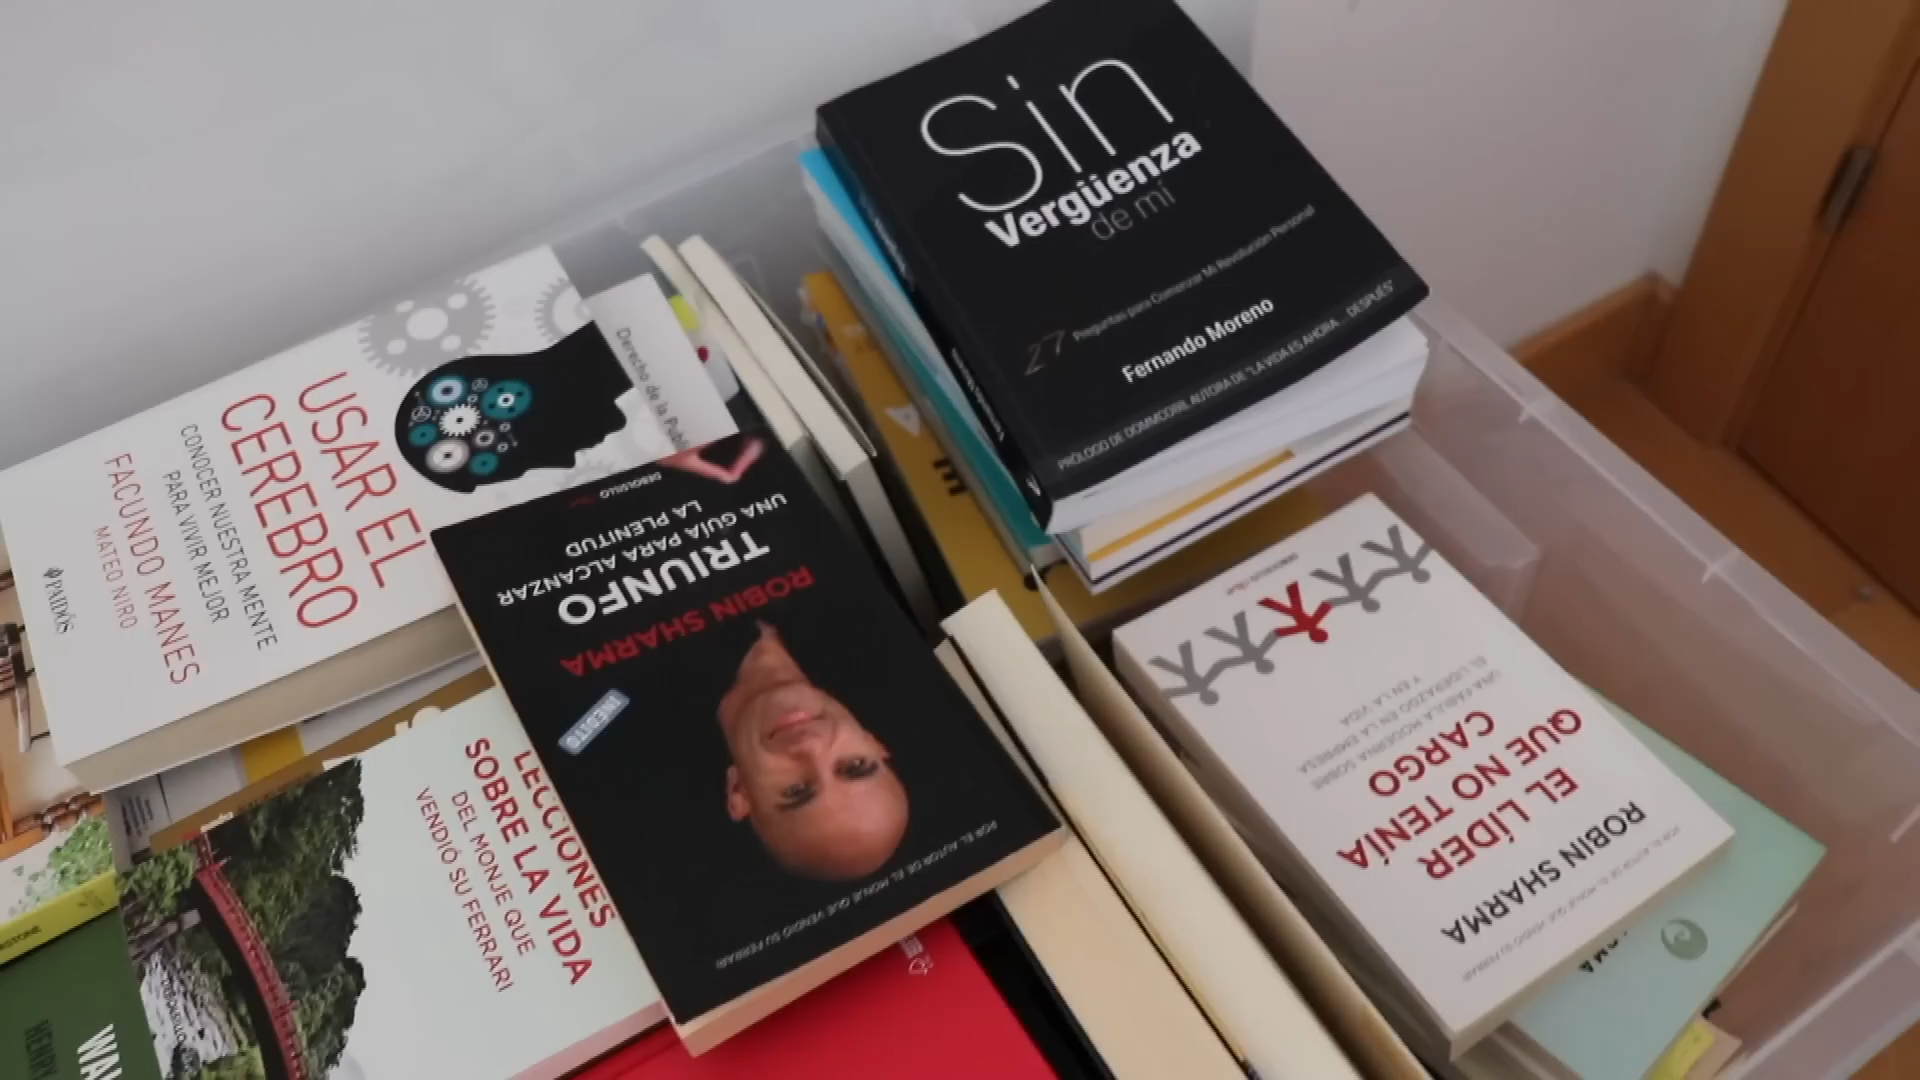 Sin
Vergüenza
de mí
27 Preguntas para Comenzar Mi Revolución Personal
Fernando Moreno
PRÓLOGO DE DOMMCOBB, AUTORA DE "LA VIDA ES AHORA... DESPUÉS"
USAR EL
CEREBRO
CONOCER NUESTRA MENTE
PARA VIVIR MEJOR
FACUNDO MANES
MATEO NIRO
PAIDÓS
Derecho de la
POR EL AUTOR DE EL MONJE QUE VENDIÓ SU FERRARI
INÉDITO
ROBIN SHARMA
TRIUNFO
UNA GUÍA PARA ALCANZAR
LA PLENITUD
DEBOLSILLO
LECCIONES
SOBRE LA VIDA
DEL MONJE QUE
VENDIÓ SU FERRARI
POR EL AUTOR DE EL MONJE QUE VENDIÓ SU FERRARI
ROBIN SHARMA
EL LÍDER
QUE NO TENÍA
CARGO
UNA FÁBULA MODERNA SOBRE
EL LIDERAZGO EN LA EMPRESA
Y EN LA VIDA
HENRY
WAL